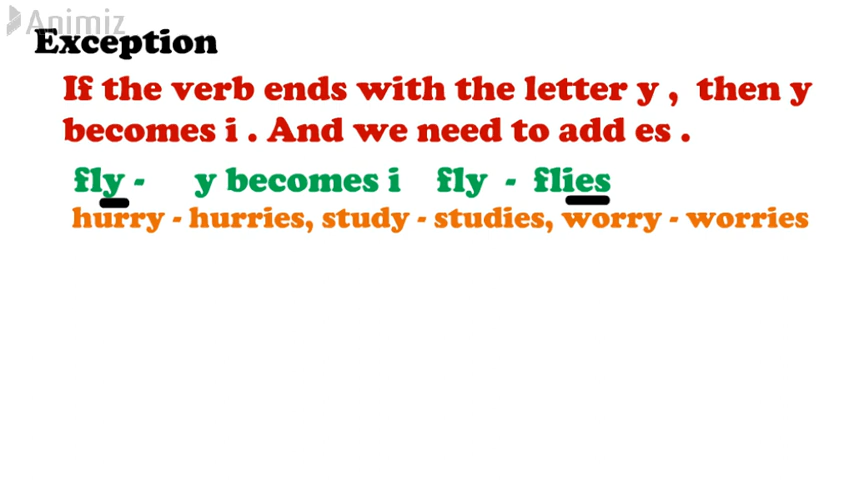 Animiz
Exception
If the verb ends with the letter y , then y
becomes i . And we need to add es .
fly - y becomes i fly - flies
hurry - hurries, study - studies, worry - worries